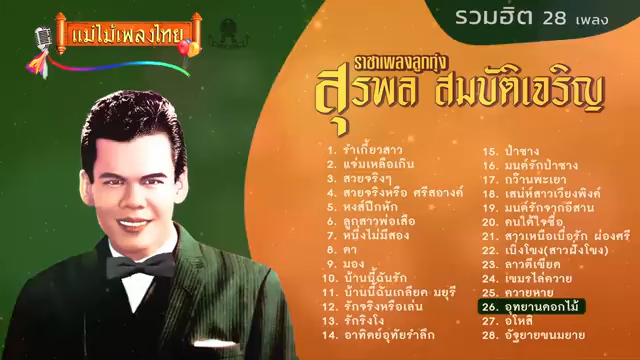 แม่ไม้เพลงไทย
รวมฮิต 28 เพลง
ราชาเพลงลูกทุ่ง
สุรพล สมบัติเจริญ
1. รำเกี้ยวสาว
2. แซ่มเหลือเกิน
3. สวยจริงๆ
4. สวยจริงหรือ ศรีสอางค์
5. หงส์ปีกหัก
6. ลูกสาวพ่อเสือ
7. หนึ่งไม่มีสอง
8. คา
9. มอง
10. บ้านนี้ฉันรัก
11. บ้านนี้ฉันเกลียด มยุรี
12. รักจริงหรือเล่น
13. รักริงโง
14. อาทิตย์อุทัยรำลึก
15. ป่าซาง
16. มนต์รักป่าซาง
17. กว๊านพะเยา
18. เสน่ห์สาวเวียงพิงค์
19. มนต์รักจากอีสาน
20. คนใต้ใจซื่อ
21. สาวเหนือเบื่อรัก ผ่องศรี
22. เบิ้งโขง(สาวฝั่งโขง)
23. ลาวตีเขียด
24. เขมรไล่ควาย
25. ควายหาย
26. อุทยานดอกไม้
27. อโหสิ
28. อัฐยายขนมยาย